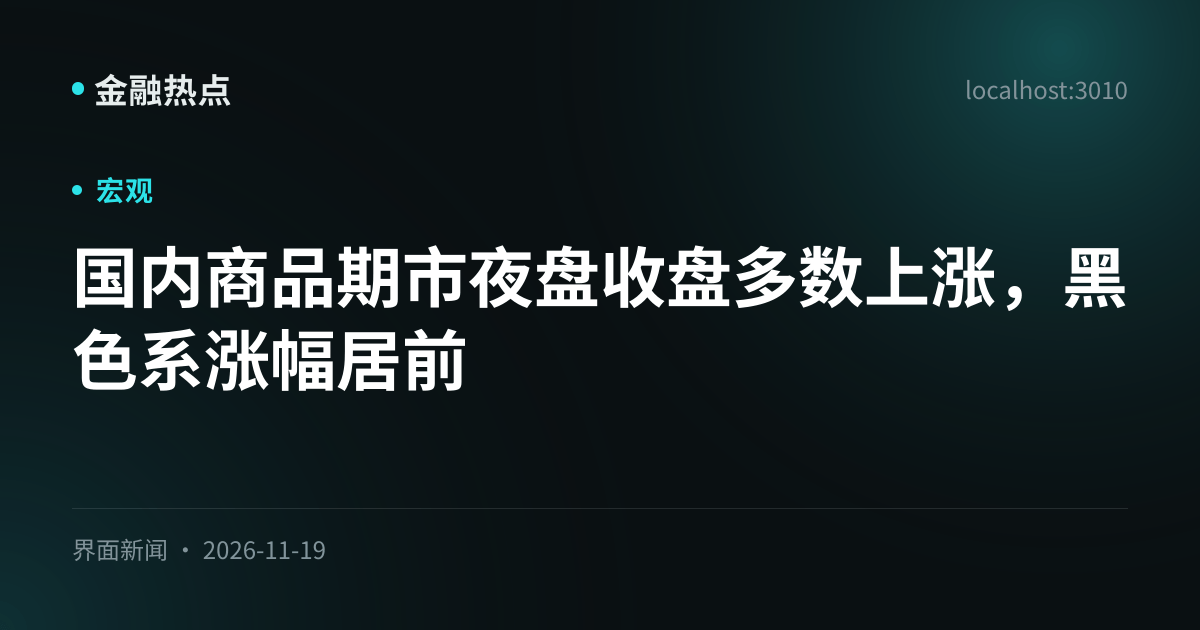 金融热点
localhost:3010
宏观
国内商品期市夜盘收盘多数上涨，黑
色系涨幅居前
界面新闻 · 2026-11-19